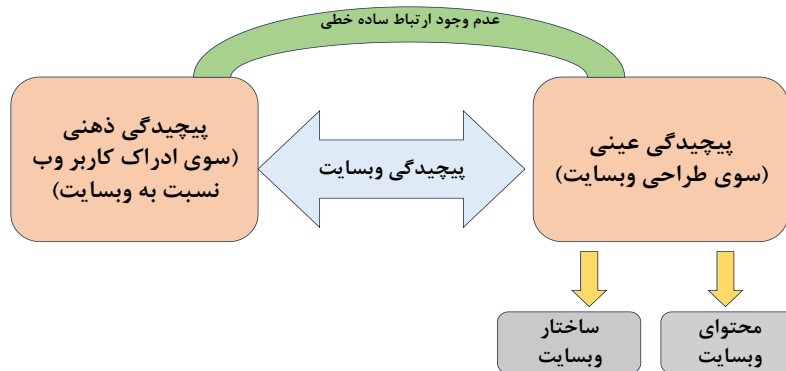 عدم وجود ارتباط ساده خطی
پیچیدگی عینی
(سوی طراحی وبسایت)
پیچیدگی وبسایت
پیچیدگی ذهنی
(سوی ادراک کاربر وب
نسبت به وبسایت)
محتوای
وبسایت
ساختار
وبسایت